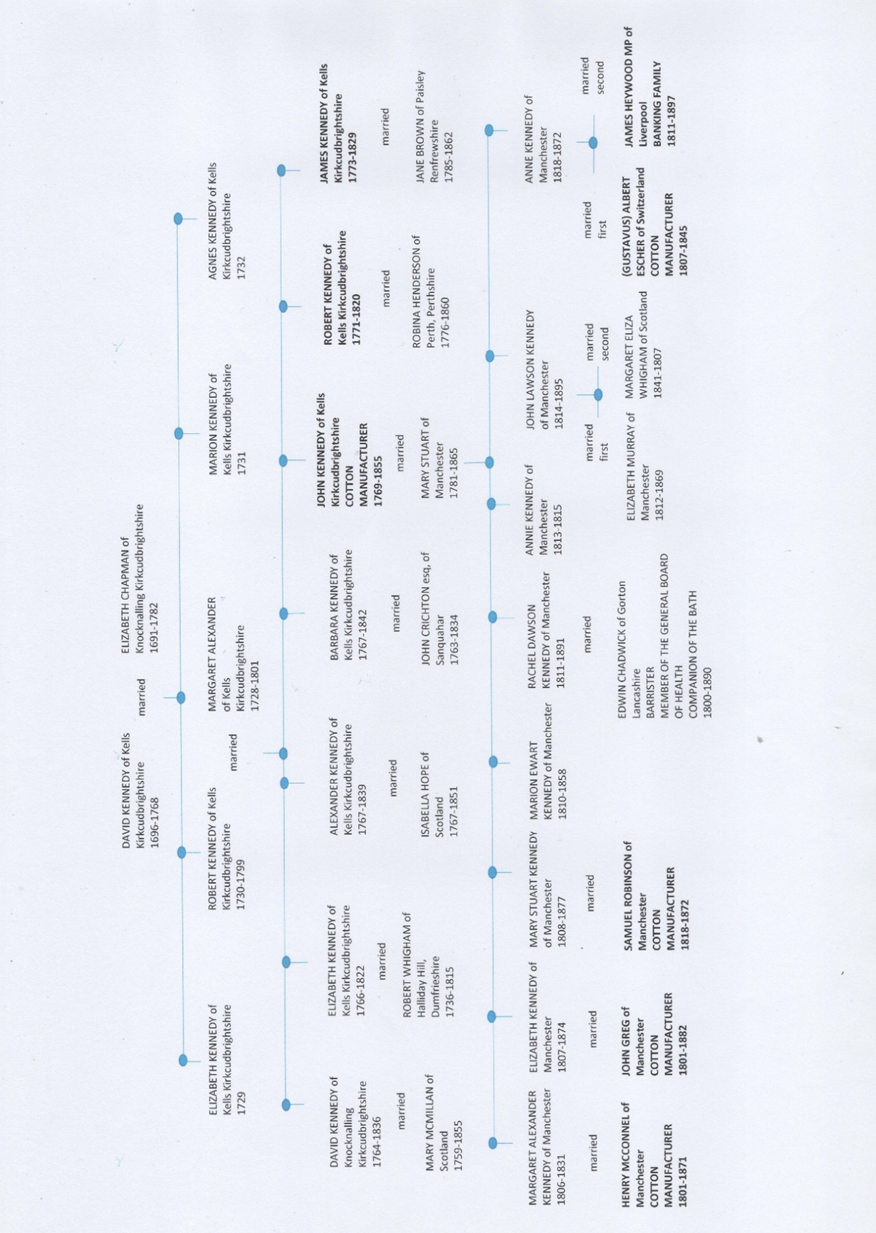 DAVID KENNEDY of Kells
Kirkcudbrightshire
1696-1768
married
ELIZABETH CHAPMAN of
Knocknalling Kirkcudbrightshire
1691-1782
ELIZABETH KENNEDY of
Kells Kirkcudbrightshire
1729
ROBERT KENNEDY of Kells
Kirkcudbrightshire
1730-1799
married
MARGARET ALEXANDER
of Kells
Kirkcudbrightshire
1728-1801
MARION KENNEDY of
Kells Kirkcudbrightshire
1731
AGNES KENNEDY of Kells
Kirkcudbrightshire
1732
DAVID KENNEDY of
Knocknalling
Kirkcudbrightshire
1764-1836
married
MARY MCMILLAN of
Scotland
1759-1855
ELIZABETH KENNEDY of
Kells Kirkcudbrightshire
1766-1822
married
ROBERT WHIGHAM of
Halliday Hill,
Dumfrieshire
1736-1815
ALEXANDER KENNEDY of
Kells Kirkcudbrightshire
1767-1839
married
ISABELLA HOPE of
Scotland
1767-1851
BARBARA KENNEDY of
Kells Kirkcudbrightshire
1767-1842
married
JOHN CRICHTON esq, of
Sanquahar
1763-1834
JOHN KENNEDY of Kells
Kirkcudbrightshire
COTTON
MANUFACTURER
1769-1855
married
MARY STUART of
Manchester
1781-1865
ROBERT KENNEDY of
Kells Kirkcudbrightshire
1771-1820
married
ROBINA HENDERSON of
Perth, Perthshire
1776-1860
JAMES KENNEDY of Kells
Kirkcudbrightshire
1773-1829
married
JANE BROWN of Paisley
Renfrewshire
1785-1862
MARGARET ALEXANDER
KENNEDY of Manchester
1806-1831
married
HENRY MCCONNEL of
Manchester
COTTON
MANUFACTURER
1801-1871
ELIZABETH KENNEDY of
Manchester
1807-1874
married
JOHN GREG of
Manchester
COTTON
MANUFACTURER
1801-1882
MARY STUART KENNEDY
of Manchester
1808-1877
married
SAMUEL ROBINSON of
Manchester
COTTON
MANUFACTURER
1818-1872
MARION EWART
KENNEDY of Manchester
1810-1858
RACHEL DAWSON
KENNEDY of Manchester
1811-1891
married
EDWIN CHADWICK of Gorton
Lancashire
BARRISTER
MEMBER OF THE GENERAL BOARD
OF HEALTH
COMPANION OF THE BATH
1800-1890
ANNIE KENNEDY of
Manchester
1813-1815
JOHN LAWSON KENNEDY
of Manchester
1814-1895
married
first
married
second
ELIZABETH MURRAY of
Manchester
1812-1869
MARGARET ELIZA
WHIGHAM of Scotland
1841-1807
ANNE KENNEDY of
Manchester
1818-1872
married
first
married
second
(GUSTAVUS) ALBERT
ESCHER of Switzerland
COTTON
MANUFACTURER
1807-1845
JAMES HEYWOOD MP of
Liverpool
BANKING FAMILY
1811-1897